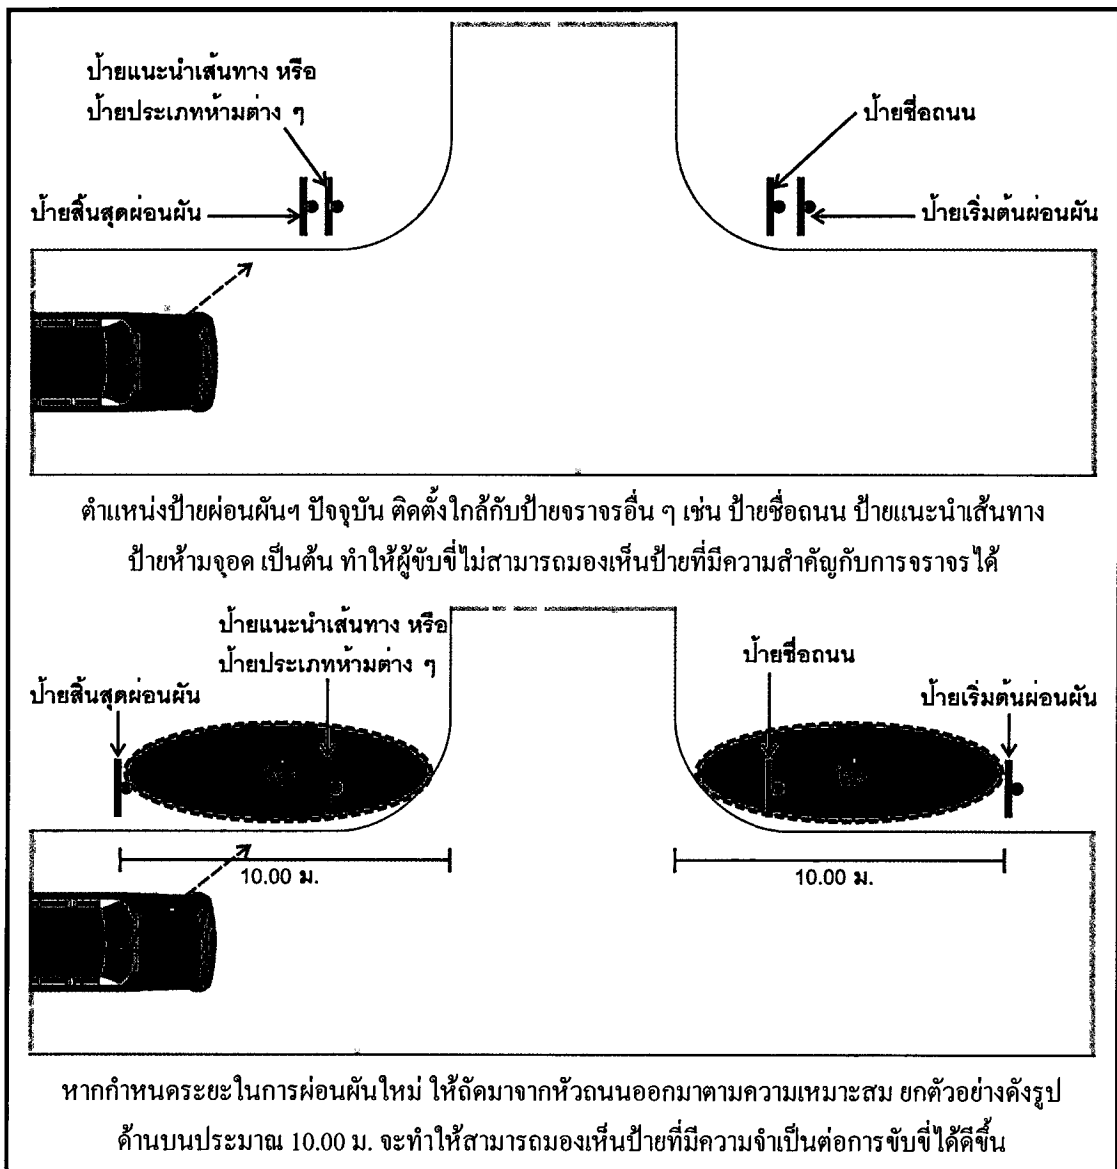 ป้ายแนะนำเส้นทาง หรือ
ป้ายประเภทห้ามต่าง ๆ
ป้ายชื่อถนน
ป้ายสิ้นสุดผ่อนผัน
ป้ายเริ่มต้นผ่อนผัน
ตำแหน่งป้ายผ่อนผันฯ ปัจจุบัน ติดตั้งใกล้กับป้ายจราจรอื่น ๆ เช่น ป้ายชื่อถนน ป้ายแนะนำเส้นทาง
ป้ายห้ามจอด เป็นต้น ทำให้ผู้ขับขี่ไม่สามารถมองเห็นป้ายที่มีความสำคัญกับการจราจรได้
ป้ายแนะนำเส้นทาง หรือ
ป้ายประเภทห้ามต่าง ๆ
ป้ายชื่อถนน
ป้ายสิ้นสุดผ่อนผัน
ป้ายเริ่มต้นผ่อนผัน
10.00 ม.
10.00 ม.
หากกำหนดระยะในการผ่อนผันใหม่ ให้ถัดมาจากหัวถนนออกมาตามความเหมาะสม ยกตัวอย่างดังรูป
ด้านบนประมาณ 10.00 ม. จะทำให้สามารถมองเห็นป้ายที่มีความจำเป็นต่อการขับขี่ได้ดีขึ้น